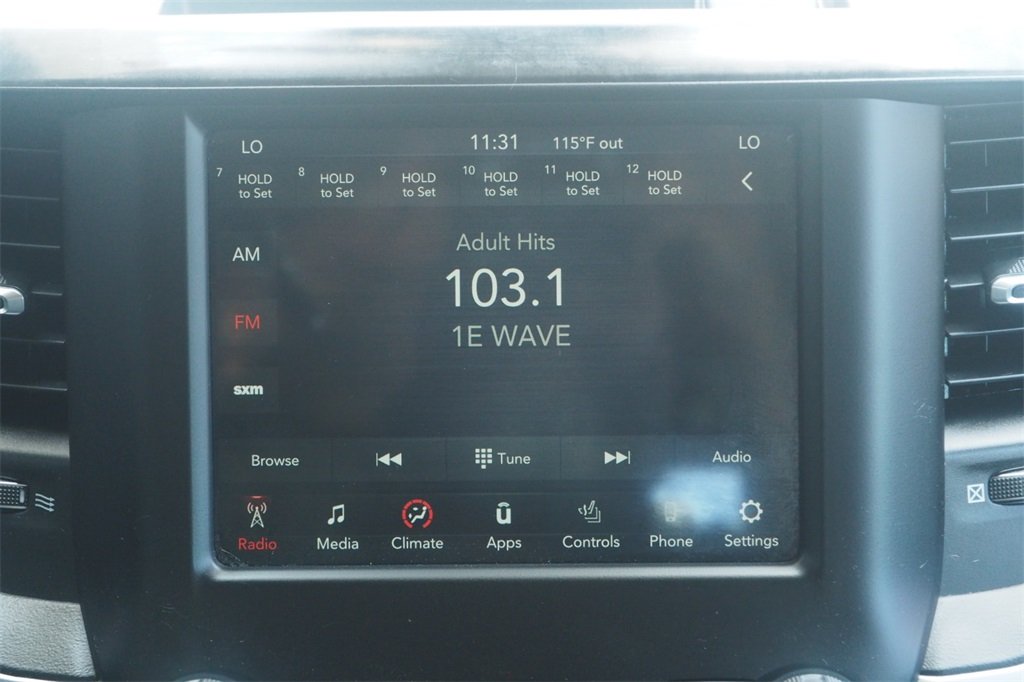 LO 11:31 115°F out LO
7 HOLD to Set 8 HOLD to Set 9 HOLD to Set 10 HOLD to Set 11 HOLD to Set 12 HOLD to Set
Adult Hits
AM
103.1
FM
1E WAVE
sxm
Browse Tune Audio
Radio Media Climate Apps Controls Phone Settings